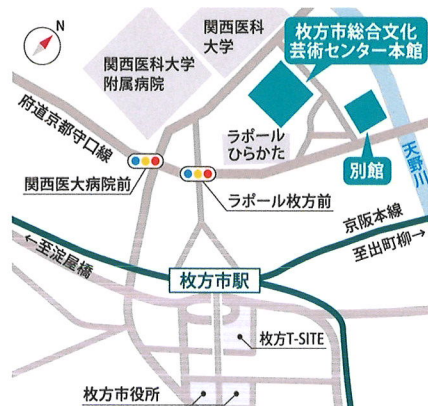 N
関西医科
大学
枚方市総合文化
芸術センター本館
関西医科大学
附属病院
府道京都守口線
ラポール
ひらかた
別館
天野川
関西医大病院前
ラポール枚方前
京阪本線
至出町柳→
←至淀屋橋
枚方市駅
枚方T-SITE
枚方市役所